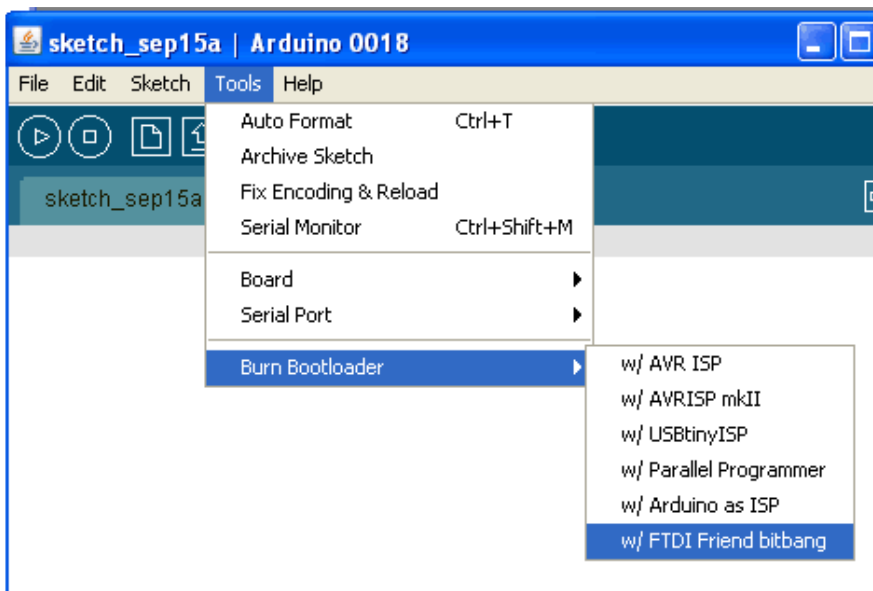 sketch_sep15a | Arduino 0018
File Edit Sketch Tools Help
Auto Format Ctrl+T
Archive Sketch
sketch_sep15a
Fix Encoding & Reload
Serial Monitor Ctrl+Shift+M
Board
Serial Port
Burn Bootloader
w/ AVR ISP
w/ AVRISP mkII
w/ USBtinyISP
w/ Parallel Programmer
w/ Arduino as ISP
w/ FTDI Friend bitbang